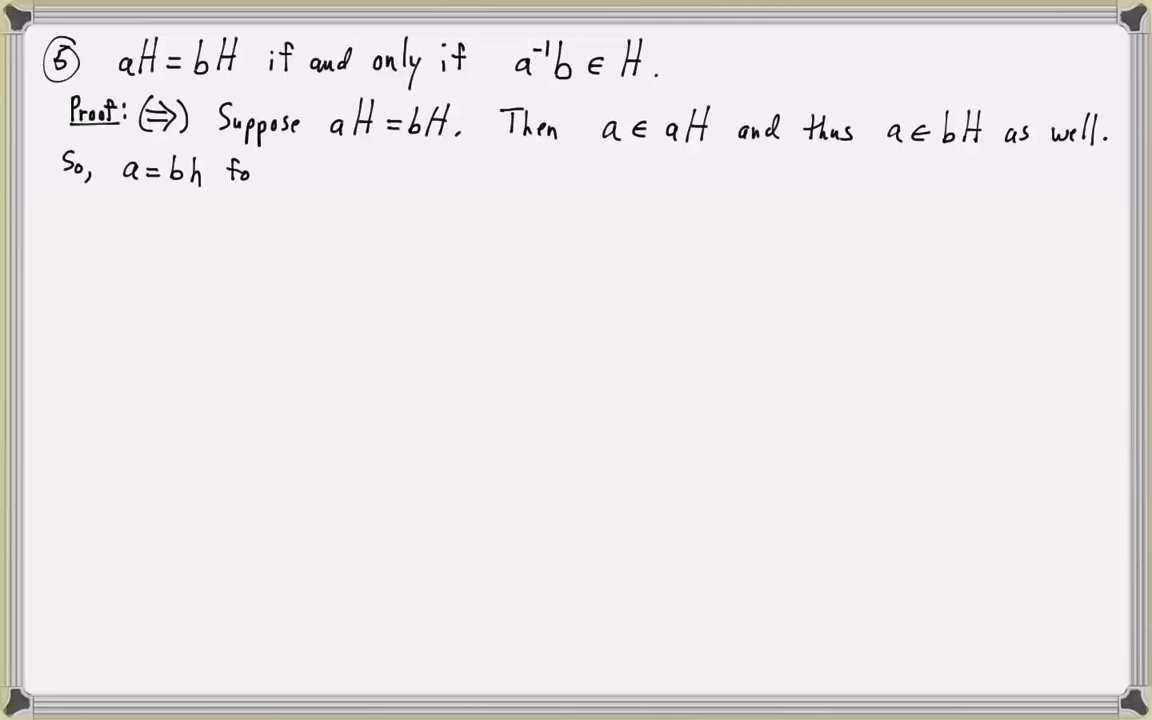 ⑤ aH = bH if and only if a⁻¹b ∈ H.
Proof: (⇒) Suppose aH = bH. Then a ∈ aH and thus a ∈ bH as well.
So, a = bh fo